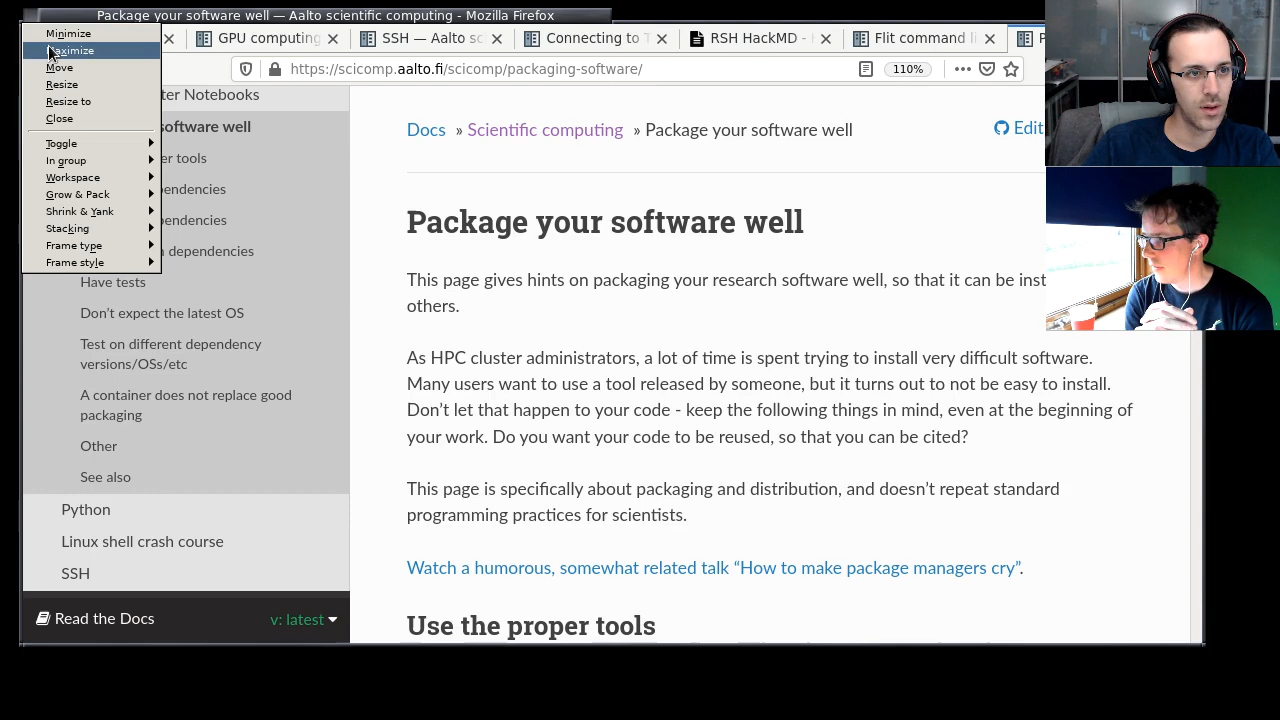 Package your software well — Aalto scientific computing - Mozilla Firefox
Minimize
Maximize
Move
Resize
Resize to
Close
Toggle
In group
Workspace
Grow & Pack
Shrink & Yank
Stacking
Frame type
Frame style
GPU computing
SSH — Aalto sc
Connecting to T
RSH HackMD -
Flit command li
P
https://scicomp.aalto.fi/scicomp/packaging-software/
110%
ter Notebooks
software well
er tools
pendencies
pendencies
n dependencies
Have tests
Don’t expect the latest OS
Test on different dependency
versions/OSs/etc
A container does not replace good
packaging
Other
See also
Python
Linux shell crash course
SSH
Read the Docs
v: latest
Docs » Scientific computing » Package your software well
Edit
Package your software well
This page gives hints on packaging your research software well, so that it can be inst
others.
As HPC cluster administrators, a lot of time is spent trying to install very difficult software.
Many users want to use a tool released by someone, but it turns out to not be easy to install.
Don’t let that happen to your code - keep the following things in mind, even at the beginning of
your work. Do you want your code to be reused, so that you can be cited?
This page is specifically about packaging and distribution, and doesn’t repeat standard
programming practices for scientists.
Watch a humorous, somewhat related talk “How to make package managers cry”.
Use the proper tools